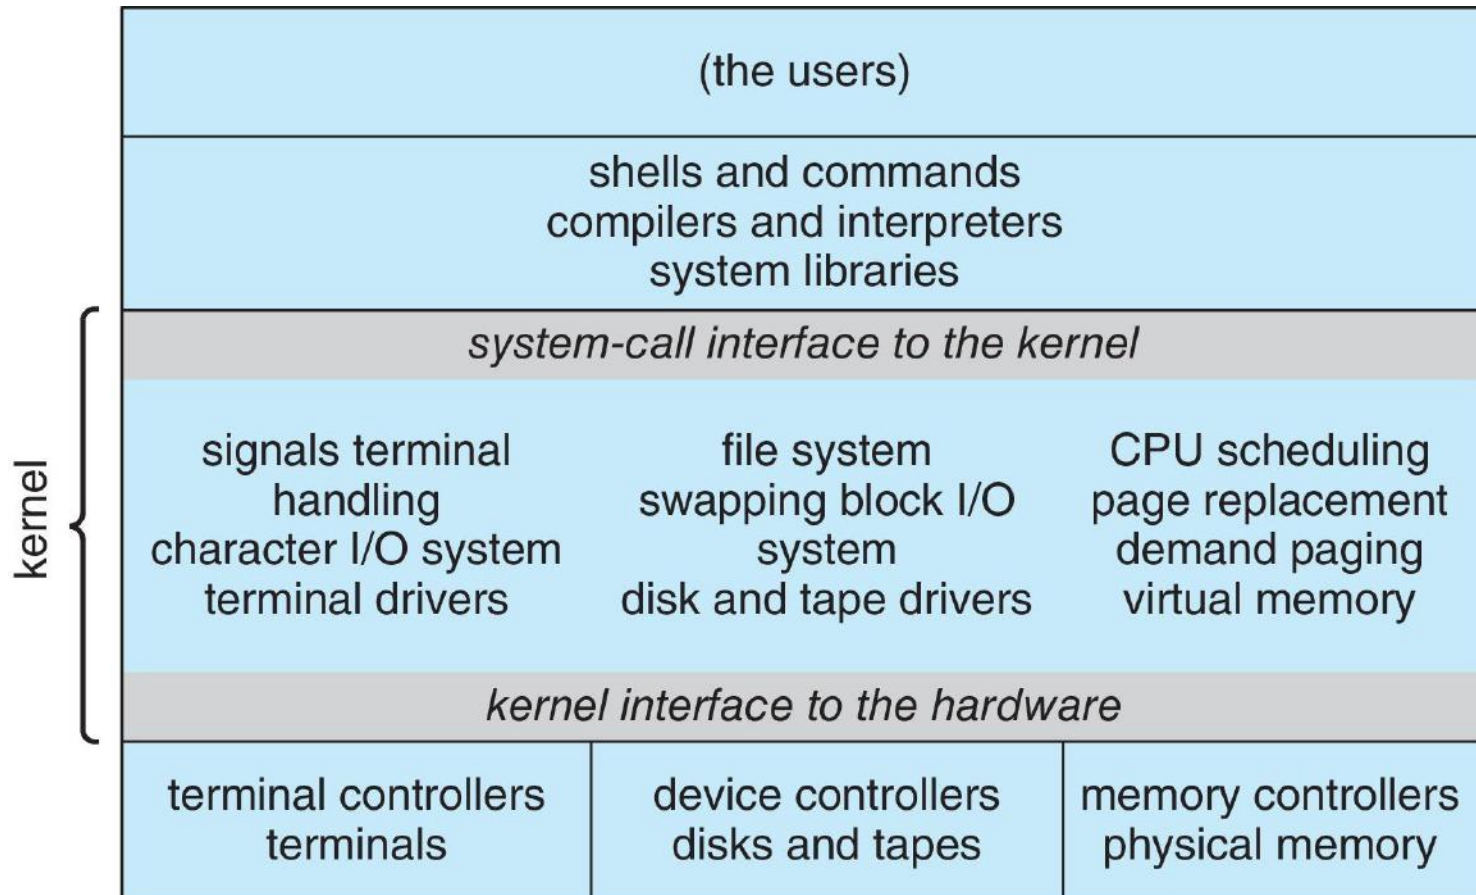 (the users)
shells and commands
compilers and interpreters
system libraries
system-call interface to the kernel
kernel
signals terminal
handling
character I/O system
terminal drivers
file system
swapping block I/O
system
disk and tape drivers
CPU scheduling
page replacement
demand paging
virtual memory
kernel interface to the hardware
terminal controllers
terminals
device controllers
disks and tapes
memory controllers
physical memory